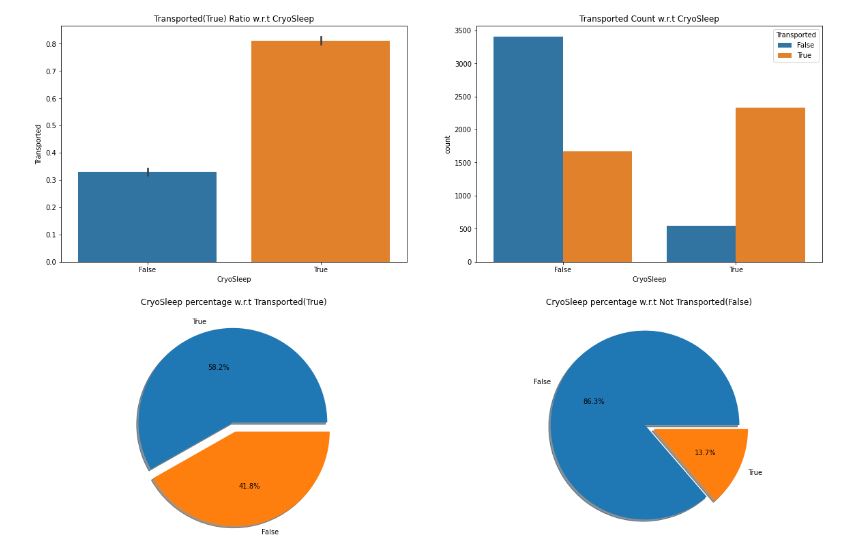 Transported(True) Ratio w.r.t CryoSleep
0.8
0.7
0.6
0.5
0.4
0.3
0.2
0.1
0.0
Transported
False
True
CryoSleep
Transported Count w.r.t CryoSleep
3500
3000
2500
2000
1500
1000
500
0
count
Transported
False
True
False
True
CryoSleep
CryoSleep percentage w.r.t Transported(True)
True
58.2%
41.8%
False
CryoSleep percentage w.r.t Not Transported(False)
False
86.3%
13.7%
True